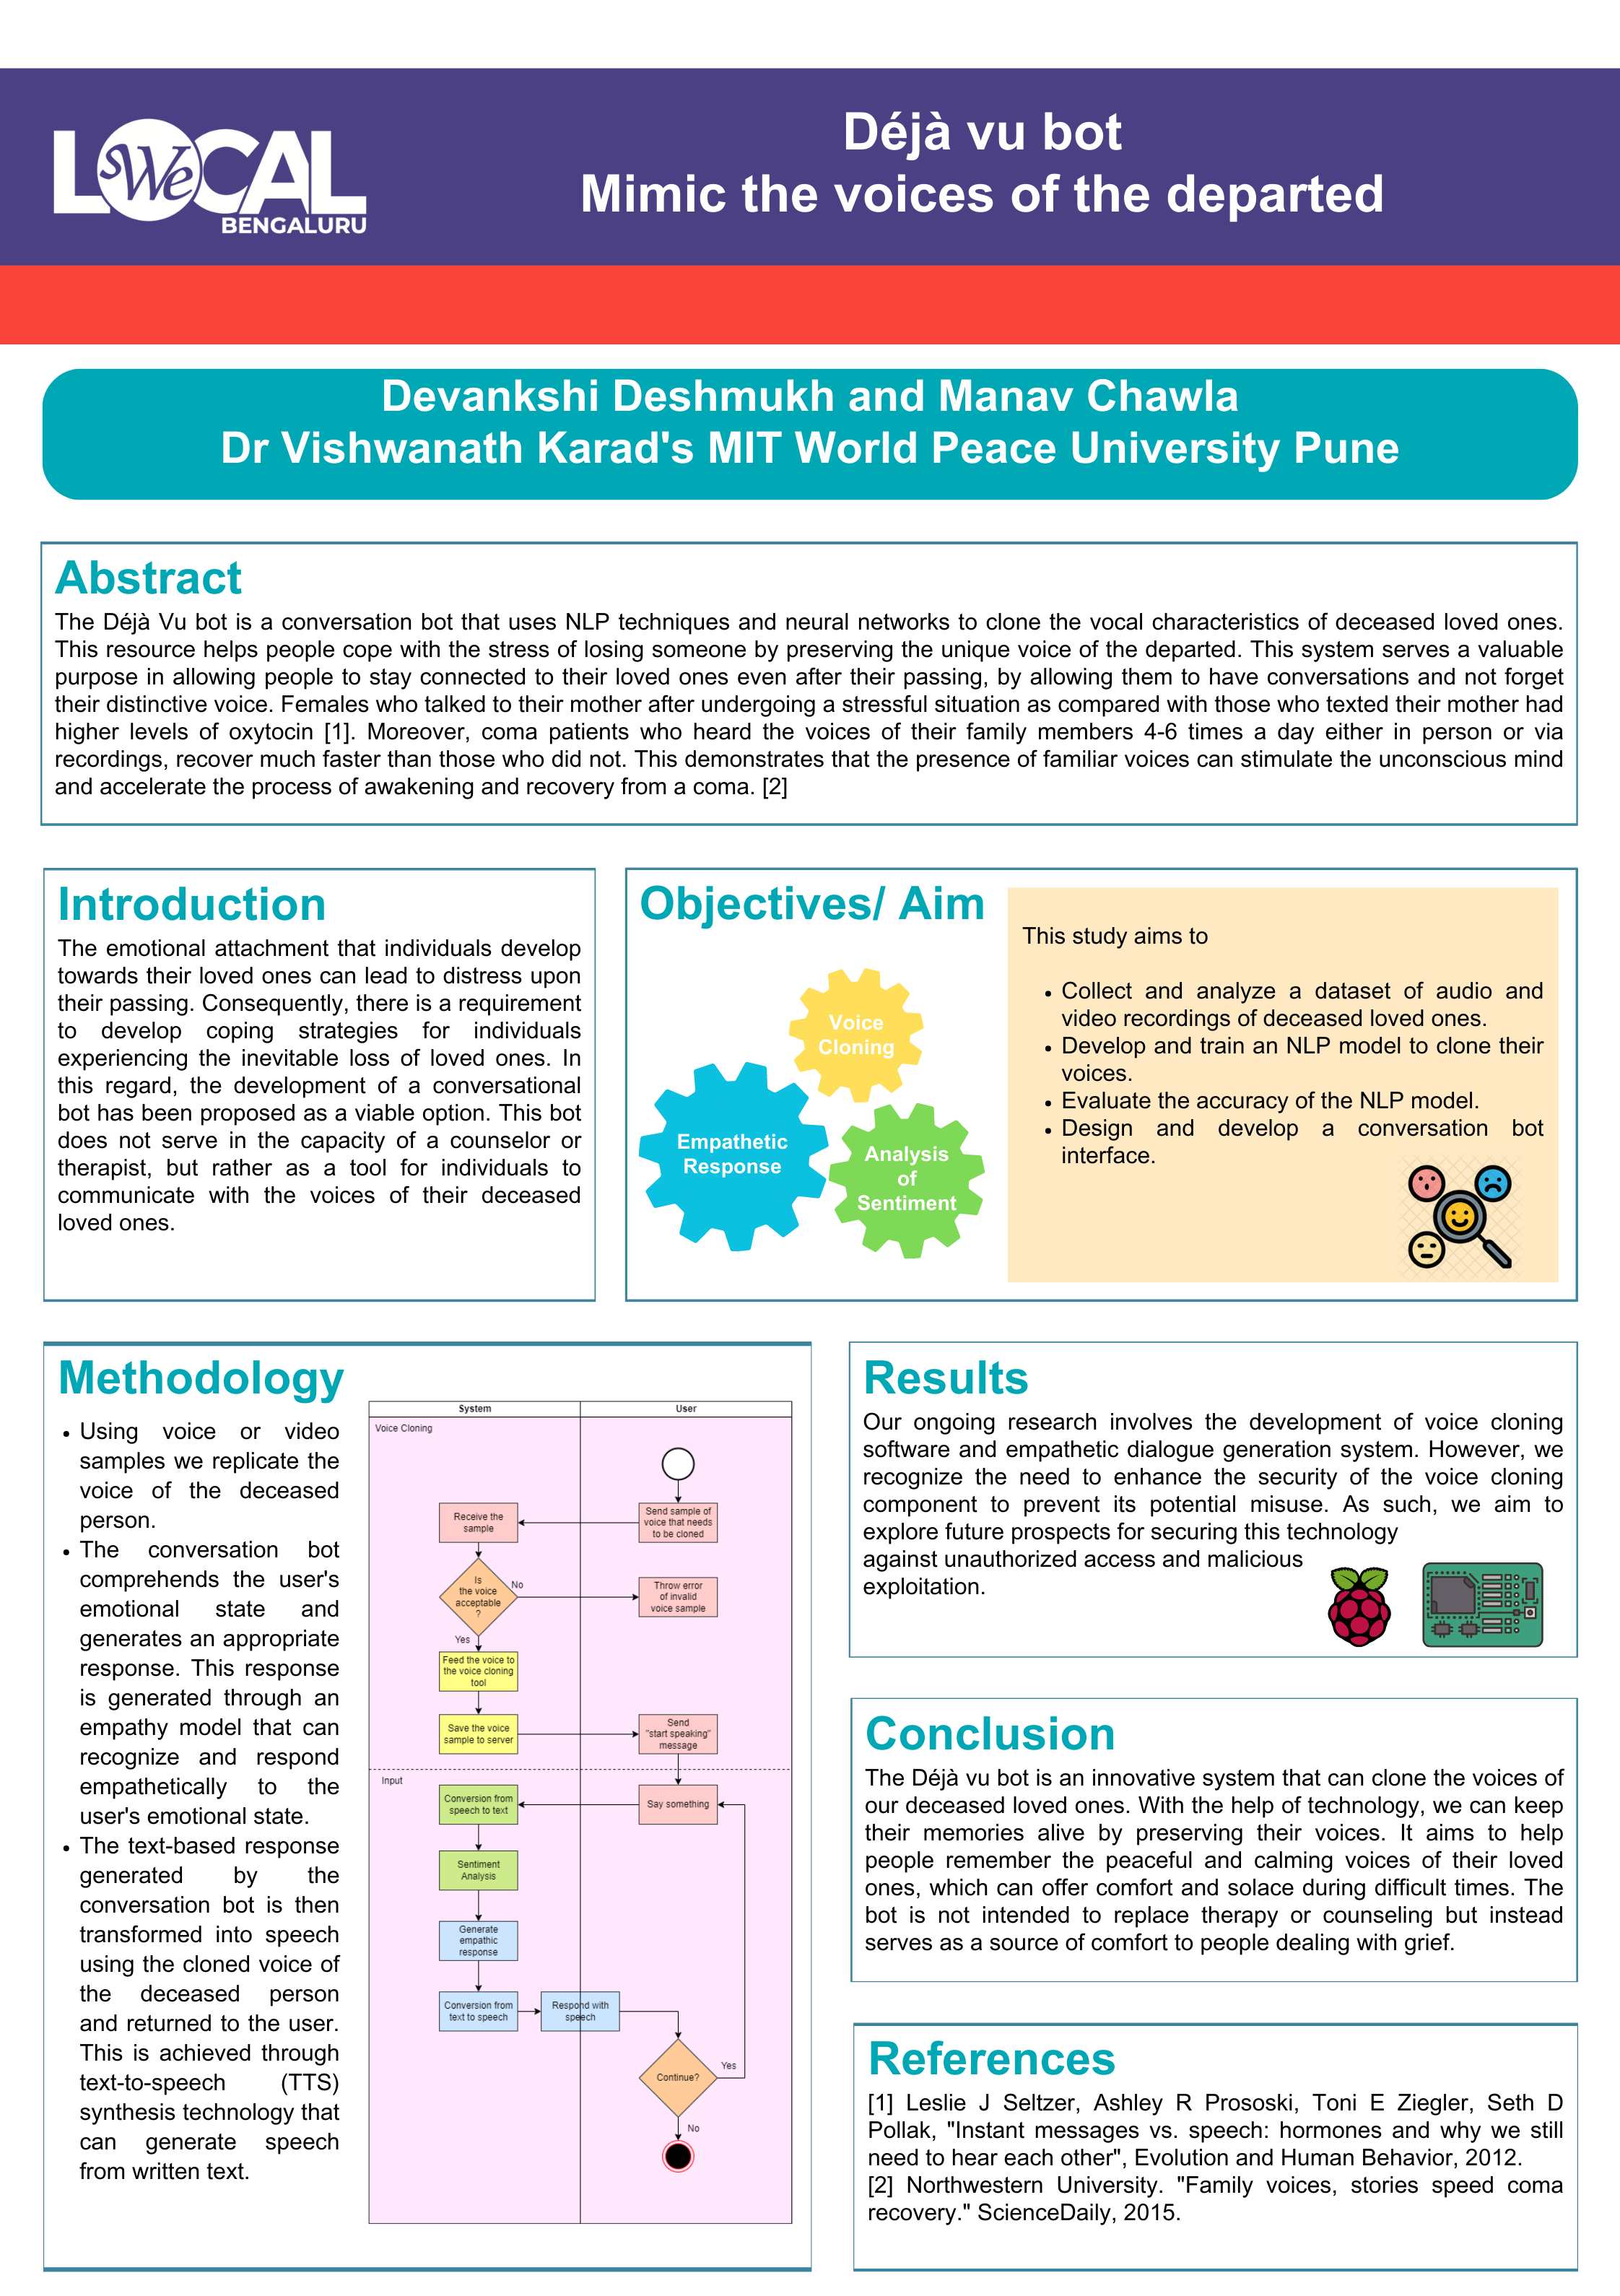 LOCAL
sWe
BENGALURU
Déjà vu bot
Mimic the voices of the departed
Devankshi Deshmukh and Manav Chawla
Dr Vishwanath Karad's MIT World Peace University Pune
Abstract
The Déjà Vu bot is a conversation bot that uses NLP techniques and neural networks to clone the vocal characteristics of deceased loved ones.
This resource helps people cope with the stress of losing someone by preserving the unique voice of the departed. This system serves a valuable
purpose in allowing people to stay connected to their loved ones even after their passing, by allowing them to have conversations and not forget
their distinctive voice. Females who talked to their mother after undergoing a stressful situation as compared with those who texted their mother had
higher levels of oxytocin [1]. Moreover, coma patients who heard the voices of their family members 4-6 times a day either in person or via
recordings, recover much faster than those who did not. This demonstrates that the presence of familiar voices can stimulate the unconscious mind
and accelerate the process of awakening and recovery from a coma. [2]
Introduction
The emotional attachment that individuals develop
towards their loved ones can lead to distress upon
their passing. Consequently, there is a requirement
to develop coping strategies for individuals
experiencing the inevitable loss of loved ones. In
this regard, the development of a conversational
bot has been proposed as a viable option. This bot
does not serve in the capacity of a counselor or
therapist, but rather as a tool for individuals to
communicate with the voices of their deceased
loved ones.
Objectives/ Aim
Voice
Cloning
Empathetic
Response
Analysis
of
Sentiment
This study aims to
• Collect and analyze a dataset of audio and
video recordings of deceased loved ones.
• Develop and train an NLP model to clone their
voices.
• Evaluate the accuracy of the NLP model.
• Design and develop a conversation bot
interface.
Methodology
• Using voice or video
samples we replicate the
voice of the deceased
person.
• The conversation bot
comprehends the user's
emotional state and
generates an appropriate
response. This response
is generated through an
empathy model that can
recognize and respond
empathetically to the
user's emotional state.
• The text-based response
generated by the
conversation bot is then
transformed into speech
using the cloned voice of
the deceased person
and returned to the user.
This is achieved through
text-to-speech (TTS)
synthesis technology that
can generate speech
from written text.
System
User
Voice Cloning
Send sample of
voice that needs
to be cloned
Receive the
sample
Is
the voice
acceptable
?
No
Throw error
of invalid
voice sample
Yes
Feed the voice to
the voice cloning
tool
Save the voice
sample to server
Send
"start speaking"
message
Input
Say something
Conversion from
speech to text
Sentiment
Analysis
Generate
empathic
response
Conversion from
text to speech
Respond with
speech
Continue?
Yes
No
Results
Our ongoing research involves the development of voice cloning
software and empathetic dialogue generation system. However, we
recognize the need to enhance the security of the voice cloning
component to prevent its potential misuse. As such, we aim to
explore future prospects for securing this technology
against unauthorized access and malicious
exploitation.
Conclusion
The Déjà vu bot is an innovative system that can clone the voices of
our deceased loved ones. With the help of technology, we can keep
their memories alive by preserving their voices. It aims to help
people remember the peaceful and calming voices of their loved
ones, which can offer comfort and solace during difficult times. The
bot is not intended to replace therapy or counseling but instead
serves as a source of comfort to people dealing with grief.
References
[1] Leslie J Seltzer, Ashley R Prososki, Toni E Ziegler, Seth D
Pollak, "Instant messages vs. speech: hormones and why we still
need to hear each other", Evolution and Human Behavior, 2012.
[2] Northwestern University. "Family voices, stories speed coma
recovery." ScienceDaily, 2015.